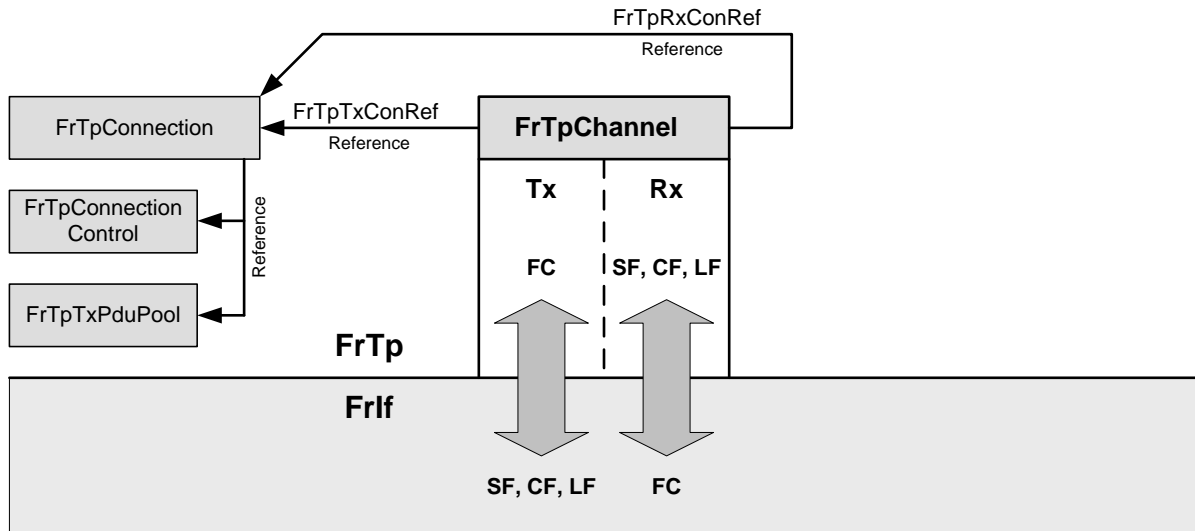 FrTpRxConRef
Reference
FrTpConnection
FrTpTxConRef
Reference
FrTpChannel
Tx
Rx
FrTpConnection
Control
Reference
FC
SF, CF, LF
FrTpTxPduPool
FrTp
FrIf
SF, CF, LF
FC